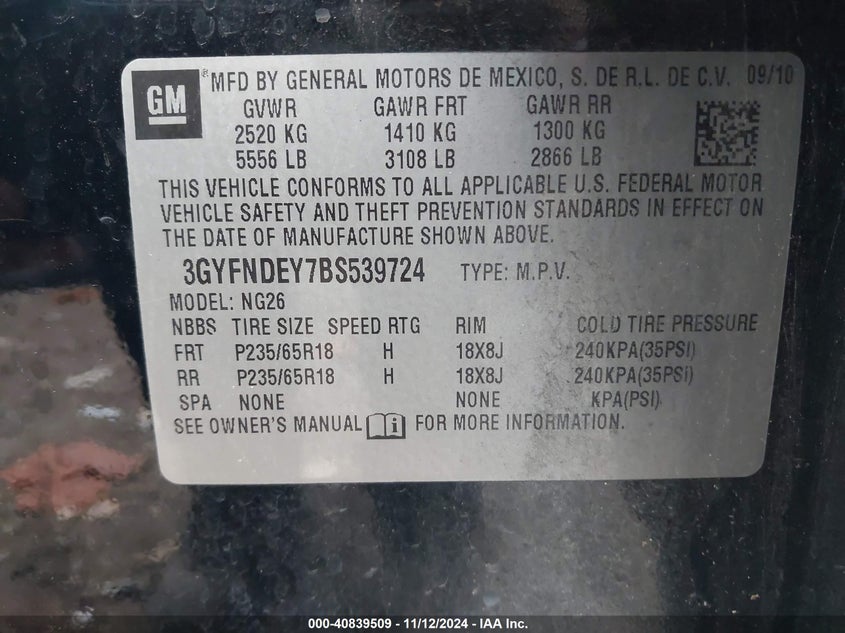 GM
MFD BY GENERAL MOTORS DE MEXICO, S. DE R.L. DE C.V. 09/10
GVWR GAWR FRT GAWR RR
2520 KG 1410 KG 1300 KG
5556 LB 3108 LB 2866 LB
THIS VEHICLE CONFORMS TO ALL APPLICABLE U.S. FEDERAL MOTOR
VEHICLE SAFETY AND THEFT PREVENTION STANDARDS IN EFFECT ON
THE DATE OF MANUFACTURE SHOWN ABOVE.
3GYFNDEY7BS539724 TYPE: M.P.V.
MODEL: NG26
NBBS TIRE SIZE SPEED RTG RIM COLD TIRE PRESSURE
FRT P235/65R18 H 18X8J 240KPA(35PSI)
RR P235/65R18 H 18X8J 240KPA(35PSI)
SPA NONE NONE KPA(PSI)
SEE OWNER'S MANUAL FOR MORE INFORMATION.
000-40839509 - 11/12/2024 - IAA Inc.